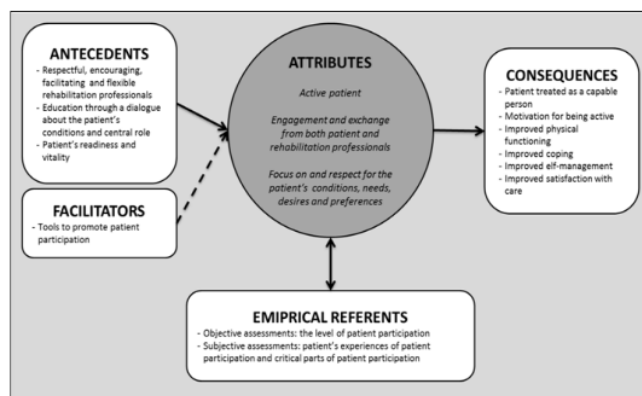 ANTECEDENTS
- Respectful, encouraging,
facilitating and flexible
rehabilitation professionals
- Education through a dialogue
about the patient's
conditions and central role
- Patient's readiness and
vitality
FACILITATORS
- Tools to promote patient
participation
ATTRIBUTES
Active patient
Engagement and exchange
from both patient and
rehabilitation professionals
Focus on and respect for the
patient's conditions, needs,
desires and preferences
CONSEQUENCES
- Patient treated as a capable
person
- Motivation for being active
- Improved physical
functioning
- Improved coping
- Improved elf-management
- Improved satisfaction with
care
EMIPRICAL REFERENTS
- Objective assessments: the level of patient participation
- Subjective assessments: patient's experiences of patient
participation and critical parts of patient participation